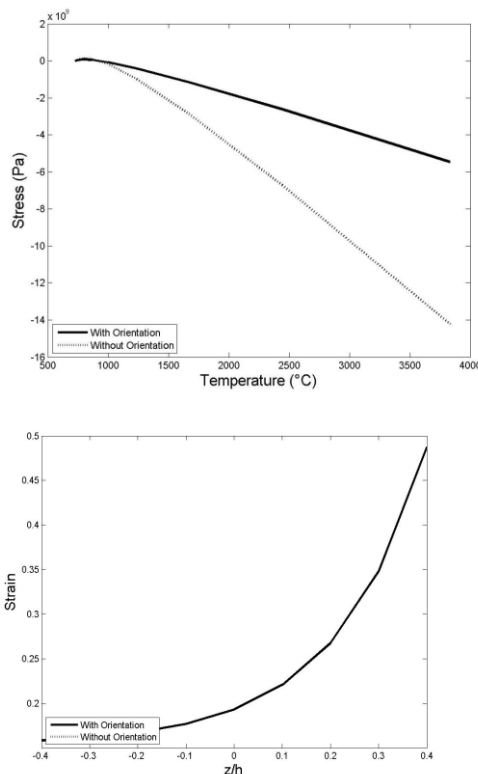 x 10⁹
2
0
-2
-4
-6
-8
-10
-12
-14
-16
Stress (Pa)
With Orientation
Without Orientation
500 1000 1500 2000 2500 3000 3500 4000
Temperature (°C)
0.5
0.45
0.4
0.35
0.3
0.25
0.2
Strain
With Orientation
Without Orientation
-0.4 -0.3 -0.2 -0.1 0 0.1 0.2 0.3 0.4
z/h